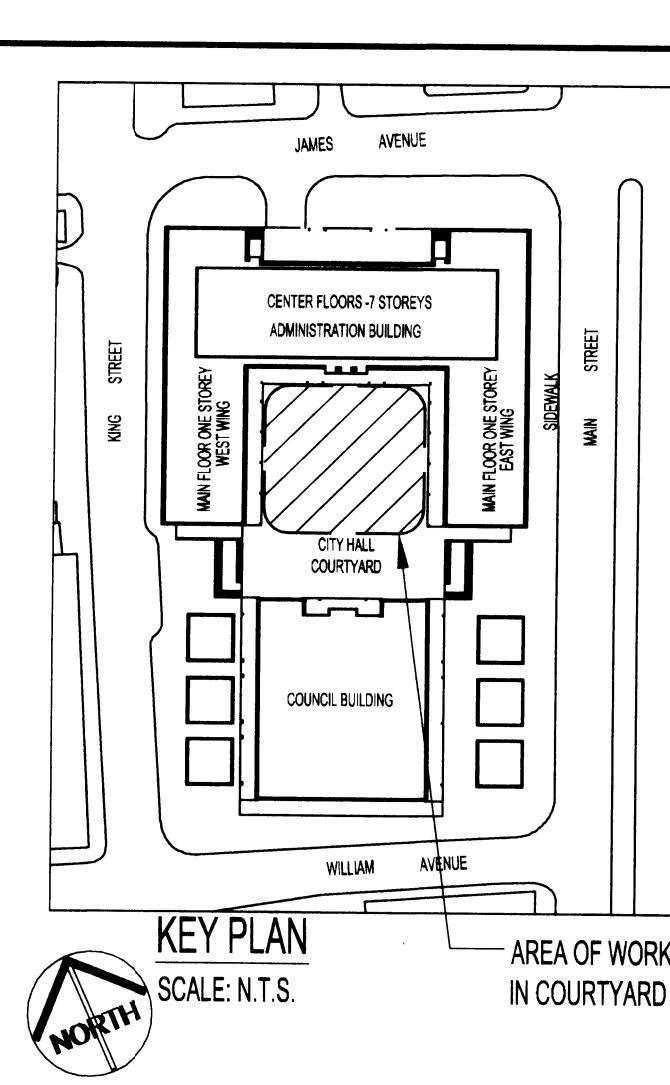 JAMES AVENUE
CENTER FLOORS -7 STOREYS
ADMINISTRATION BUILDING
KING STREET
MAIN FLOOR ONE STOREY
WEST WING
MAIN FLOOR ONE STOREY
EAST WING
SIDEWALK
MAIN STREET
CITY HALL
COURTYARD
COUNCIL BUILDING
WILLIAM AVENUE
KEY PLAN
SCALE: N.T.S.
AREA OF WORK
IN COURTYARD
NORTH